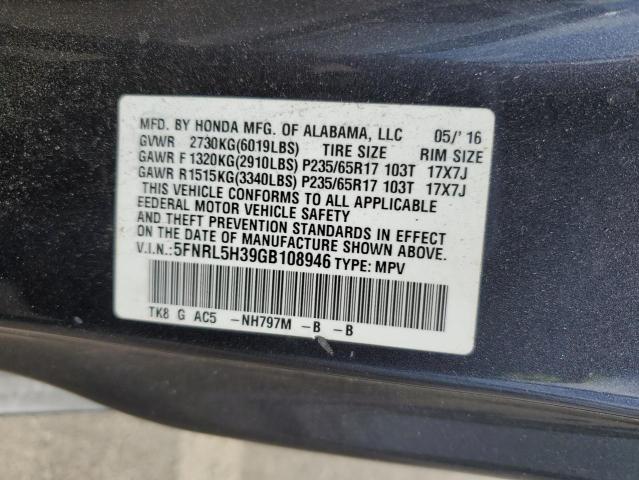 MFD. BY HONDA MFG. OF ALABAMA, LLC 05/'16
GVWR 2730KG(6019LBS) TIRE SIZE RIM SIZE
GAWR F 1320KG(2910LBS) P235/65R17 103T 17X7J
GAWR R1515KG(3340LBS) P235/65R17 103T 17X7J
THIS VEHICLE CONFORMS TO ALL APPLICABLE
FEDERAL MOTOR VEHICLE SAFETY
AND THEFT PREVENTION STANDARDS IN EFFECT
ON THE DATE OF MANUFACTURE SHOWN ABOVE.
V.I.N.:5FNRL5H39GB108946 TYPE: MPV
TK8 G AC5 -NH797M -B -B